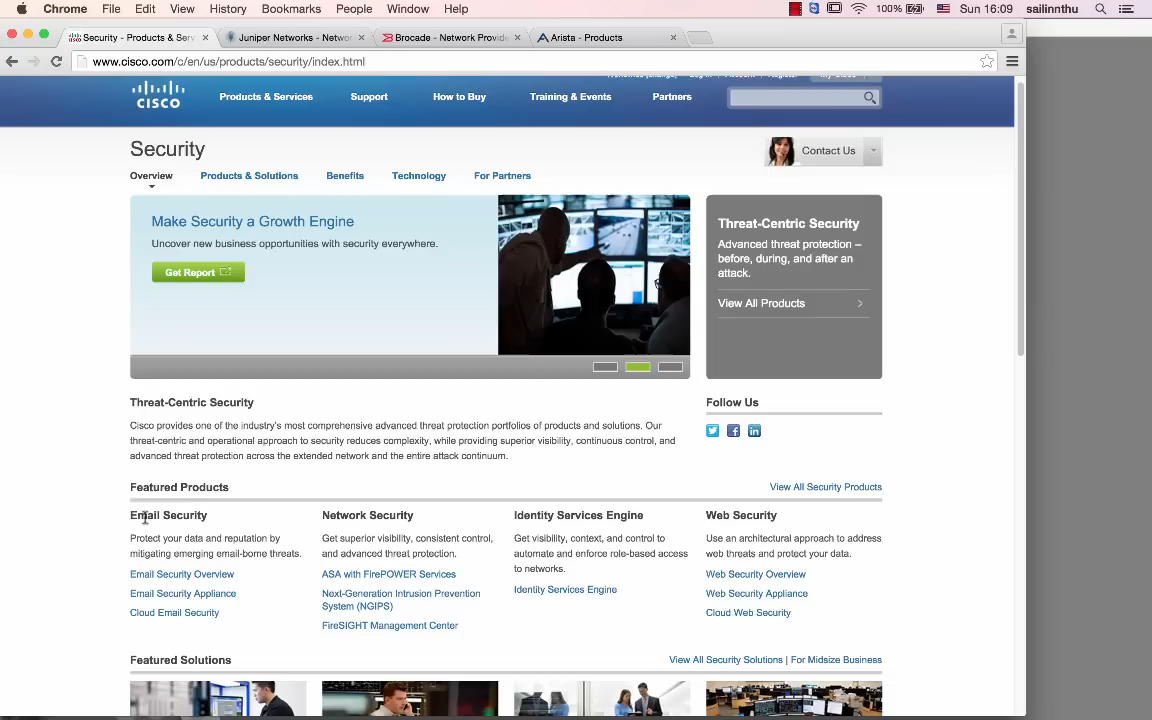 Chrome File Edit View History Bookmarks People Window Help 100% Sun 16:09 sailinnthu
Security - Products & Serv Juniper Networks - Networ Brocade - Network Provid Arista - Products
www.cisco.com/c/en/us/products/security/index.html
CISCO
Products & Services Support How to Buy Training & Events Partners
Security
Contact Us
Overview Products & Solutions Benefits Technology For Partners
Make Security a Growth Engine
Uncover new business opportunities with security everywhere.
Get Report
Threat-Centric Security
Advanced threat protection –
before, during, and after an
attack.
View All Products
Threat-Centric Security
Cisco provides one of the industry's most comprehensive advanced threat protection portfolios of products and solutions. Our
threat-centric and operational approach to security reduces complexity, while providing superior visibility, continuous control, and
advanced threat protection across the extended network and the entire attack continuum.
Follow Us
Featured Products
View All Security Products
Email Security
Protect your data and reputation by
mitigating emerging email-borne threats.
Email Security Overview
Email Security Appliance
Cloud Email Security
Network Security
Get superior visibility, consistent control,
and advanced threat protection.
ASA with FirePOWER Services
Next-Generation Intrusion Prevention
System (NGIPS)
FireSIGHT Management Center
Identity Services Engine
Get visibility, context, and control to
automate and enforce role-based access
to networks.
Identity Services Engine
Web Security
Use an architectural approach to address
web threats and protect your data.
Web Security Overview
Web Security Appliance
Cloud Web Security
Featured Solutions
View All Security Solutions | For Midsize Business